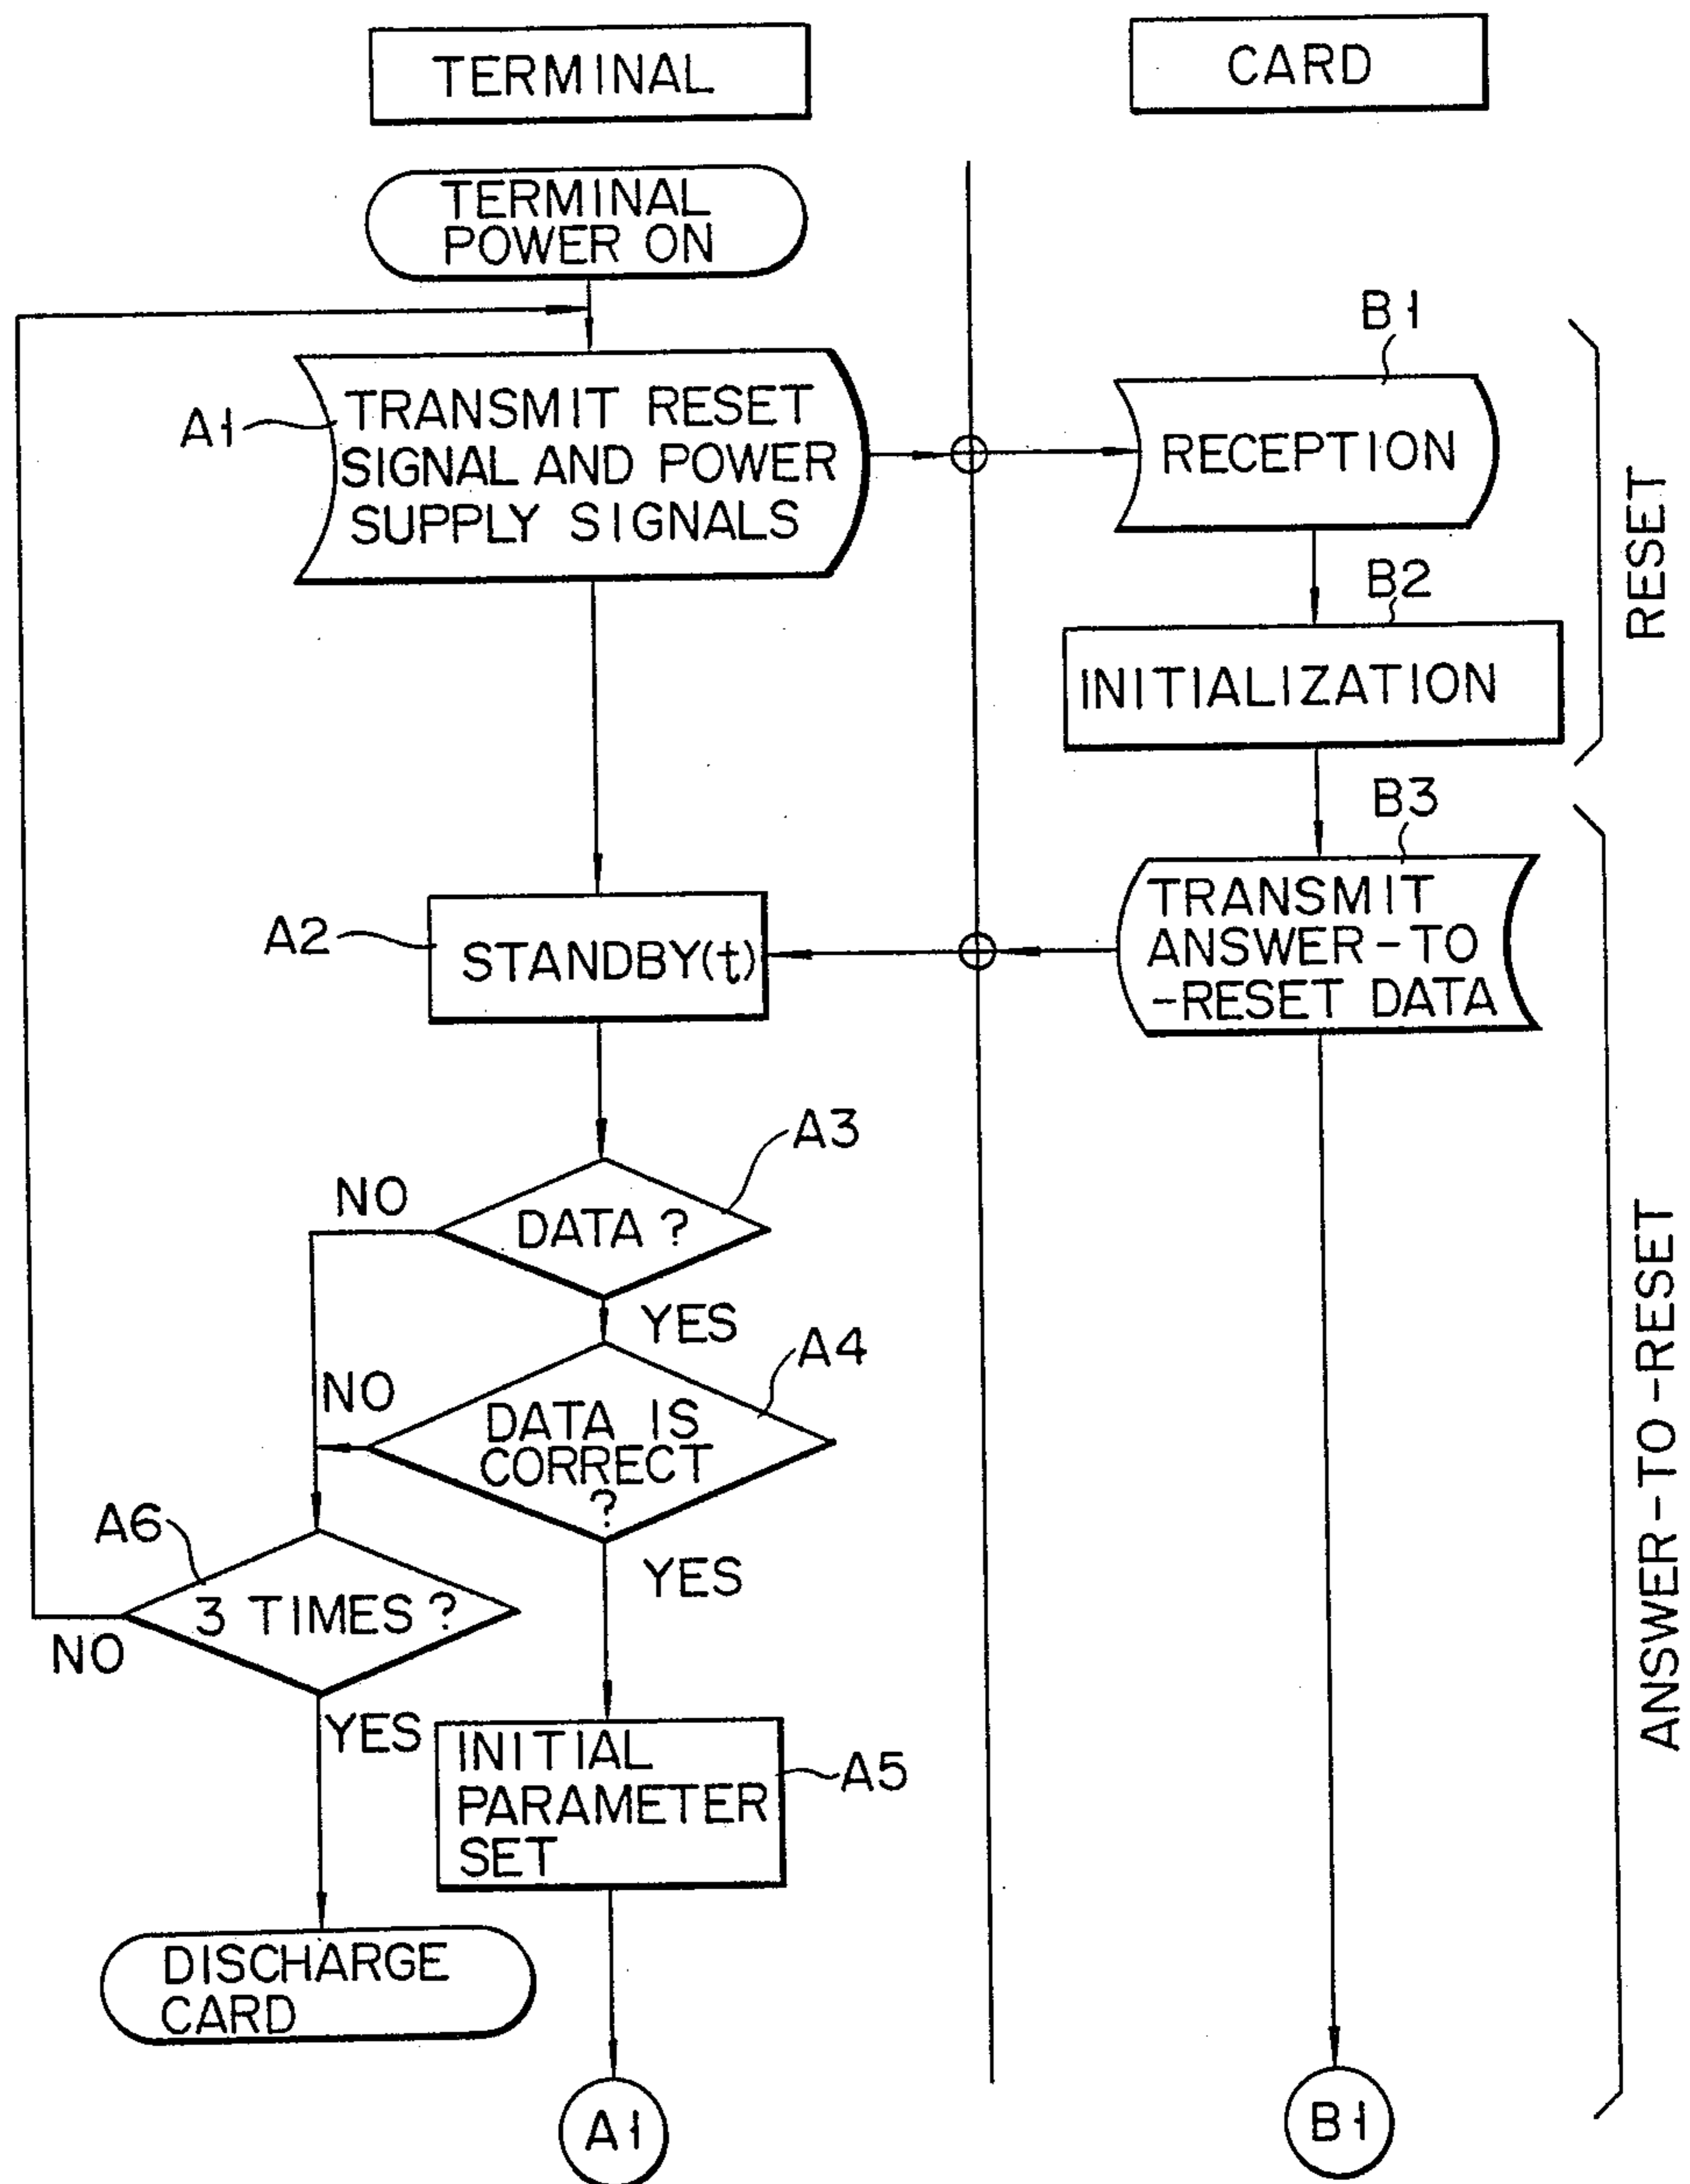 TERMINAL
CARD
TERMINAL
POWER ON
A1
TRANSMIT RESET
SIGNAL AND POWER
SUPPLY SIGNALS
B1
RECEPTION
B2
INITIALIZATION
RESET
B3
TRANSMIT
ANSWER-TO
-RESET DATA
A2
STANDBY(t)
A3
NO
DATA ?
YES
A4
NO
DATA IS
CORRECT
?
YES
A6
3 TIMES ?
NO
YES
INITIAL
PARAMETER
SET
A5
DISCHARGE
CARD
A1
B1
ANSWER-TO-RESET